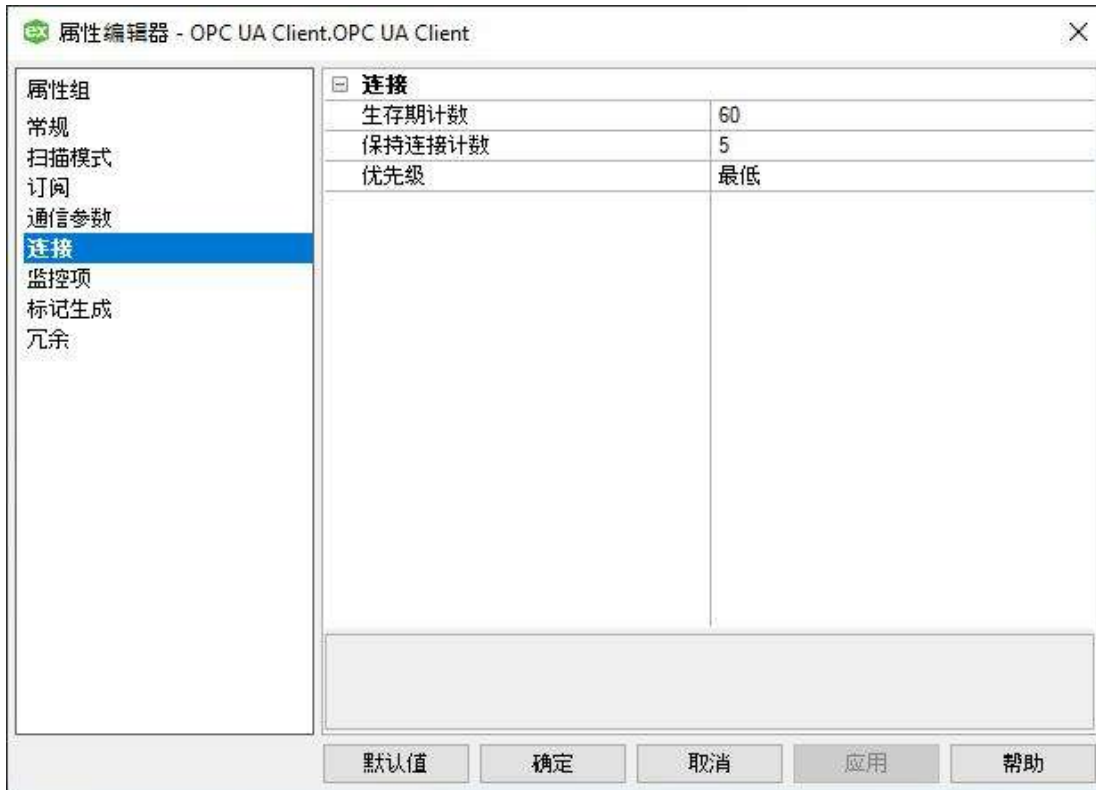 ex 属性编辑器 - OPC UA Client.OPC UA Client
属性组
常规
扫描模式
订阅
通信参数
连接
监控项
标记生成
冗余
连接
生存期计数 60
保持连接计数 5
优先级 最低
默认值 确定 取消 应用 帮助